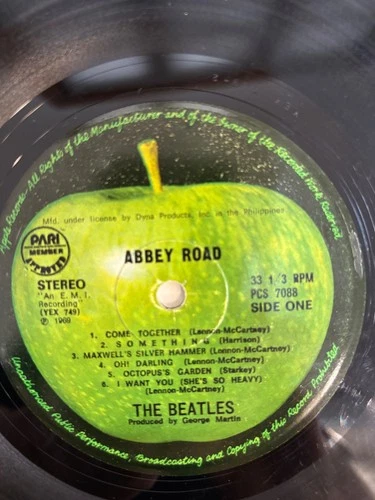 Apple Records · All Rights of the Manufacturer and of the Owner of the Recorded Work Reserved
Mfd. under license by Dyna Products, Inc. in the Philippines
PARI
MEMBER
APPROVED
ABBEY ROAD
STEREO
"An E. M. I.
Recording"
(YEX 749)
℗ 1969
33 1/3 RPM
PCS 7088
SIDE ONE
1. COME TOGETHER (Lennon-McCartney)
2. SOMETHING (Harrison)
3. MAXWELL'S SILVER HAMMER (Lennon-McCartney)
4. OH! DARLING (Lennon-McCartney)
5. OCTOPUS'S GARDEN (Starkey)
6. I WANT YOU (SHE'S SO HEAVY)
(Lennon-McCartney)
THE BEATLES
Produced by George Martin
Unauthorised Public Performance, Broadcasting and Copying of this Record Prohibited